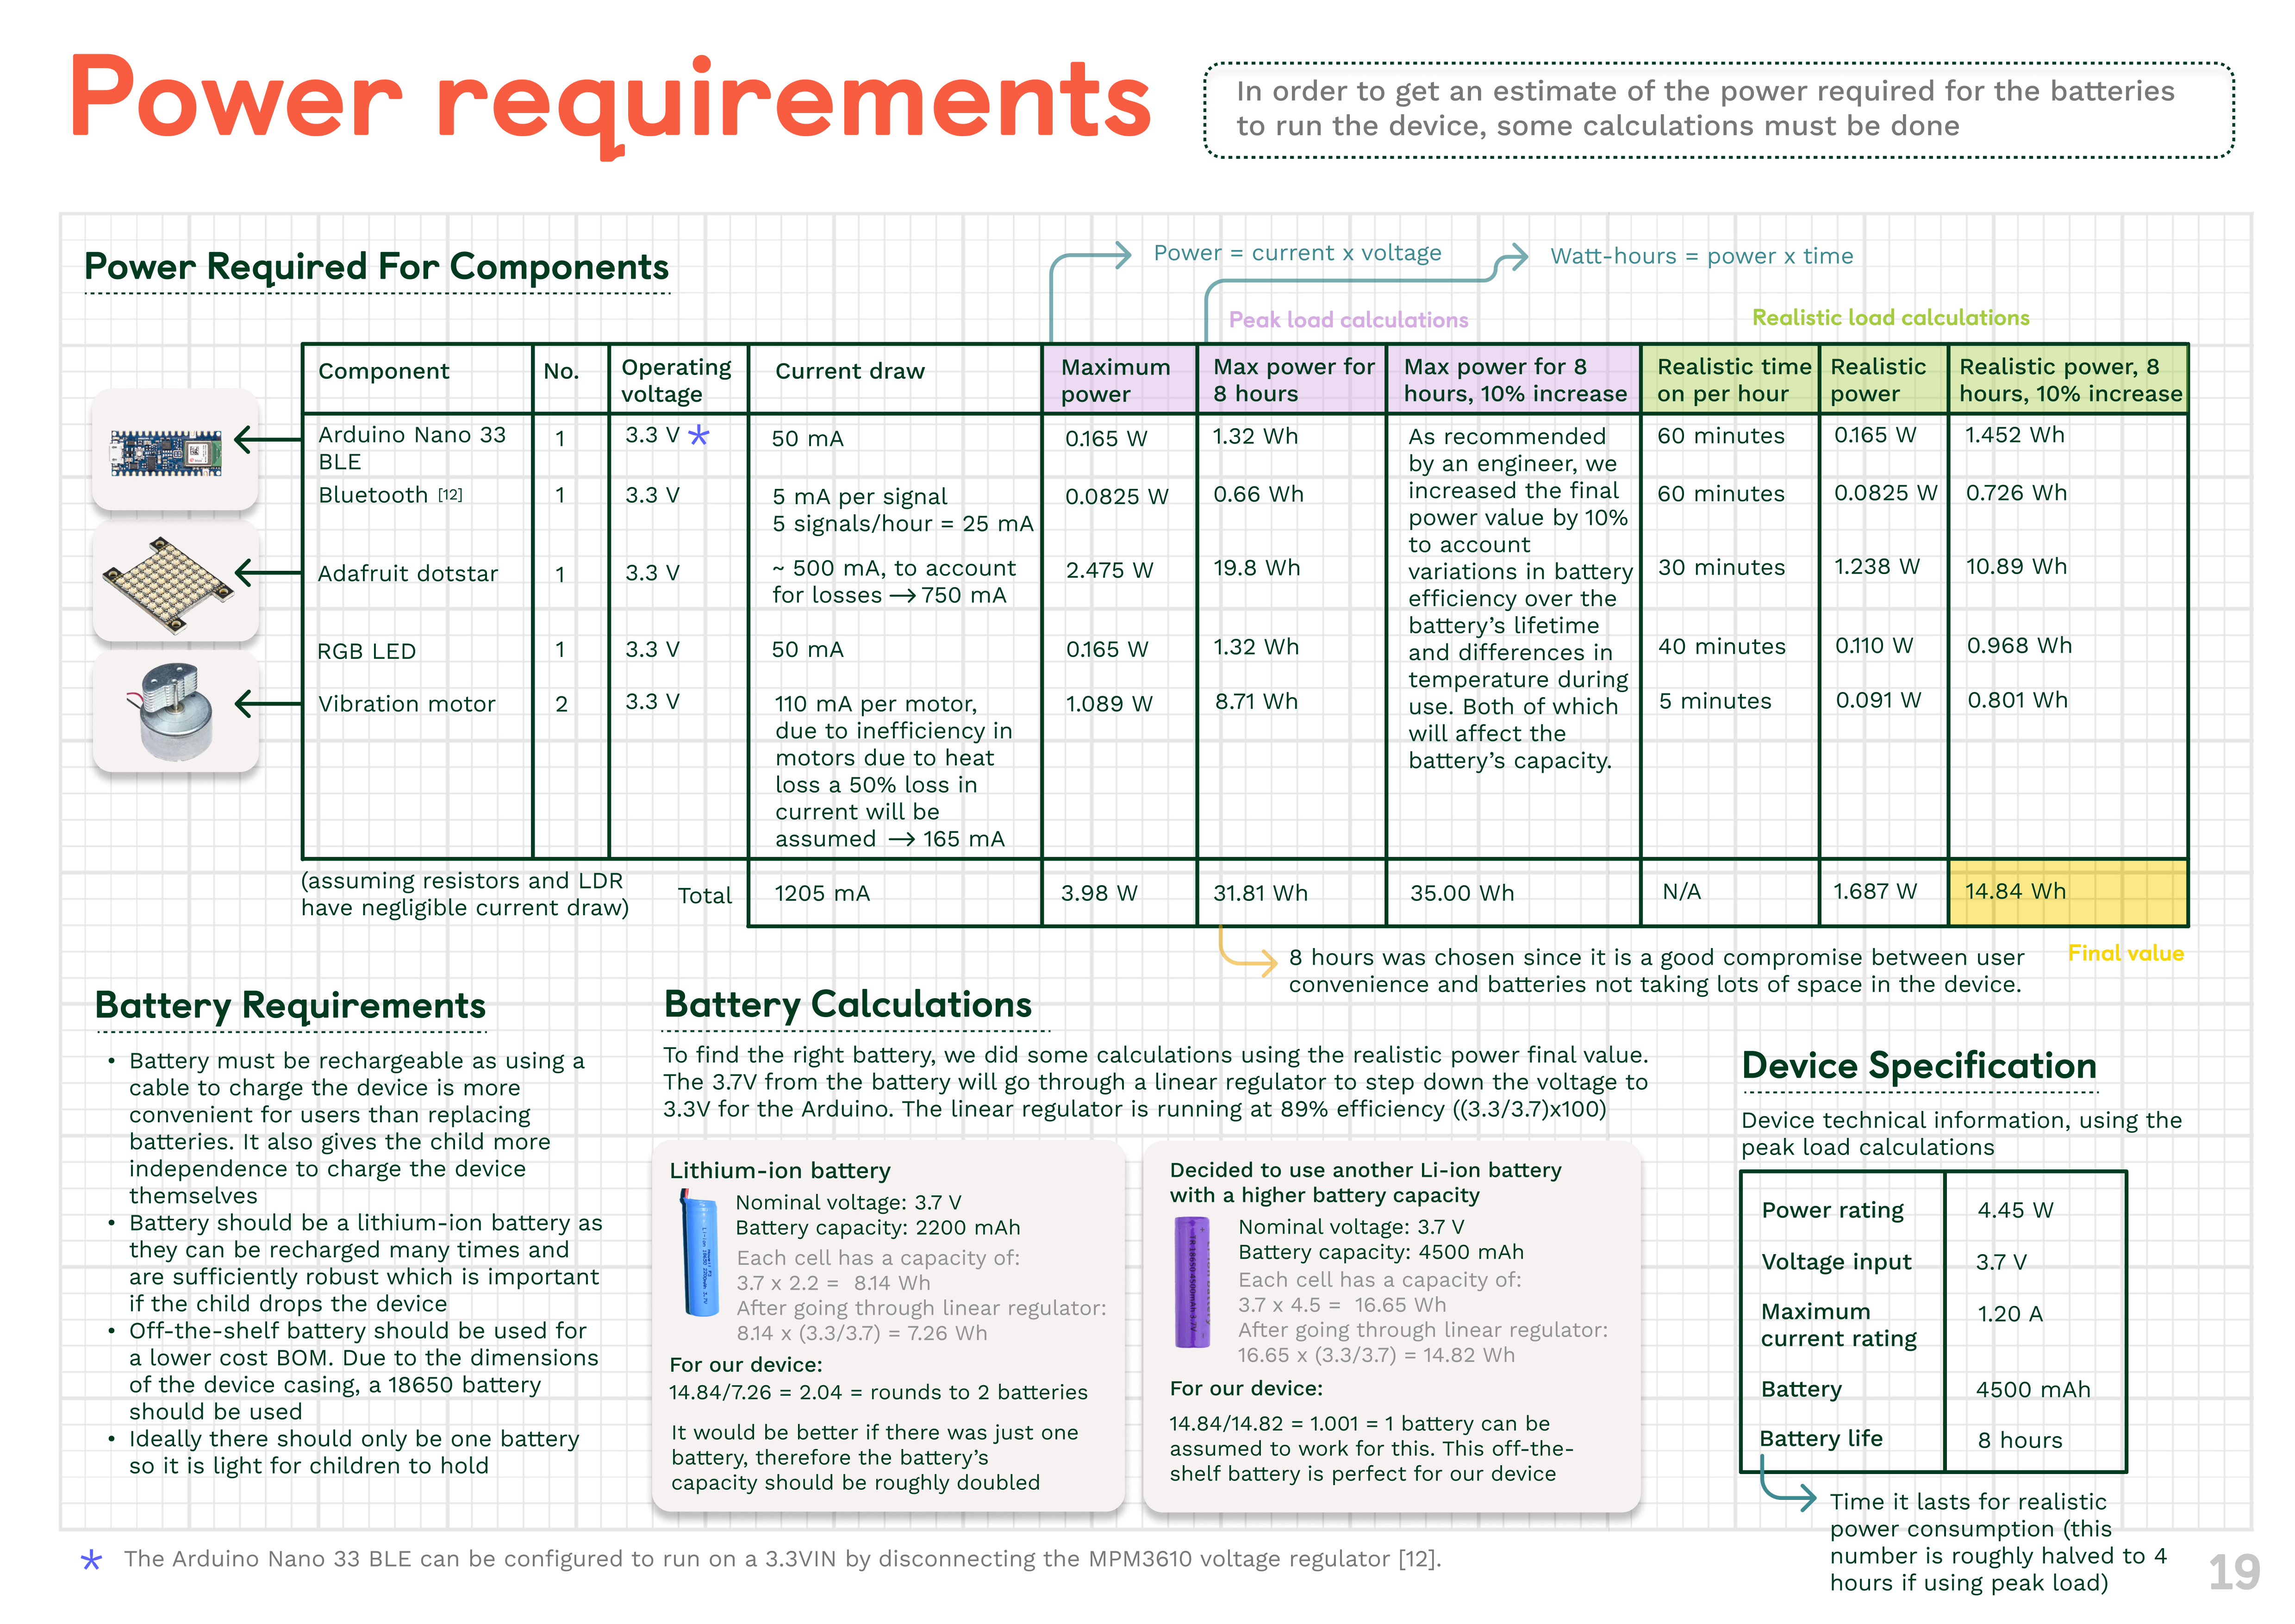 Power requirements
In order to get an estimate of the power required for the batteries
to run the device, some calculations must be done
Power Required For Components
Power = current x voltage
Watt-hours = power x time
Peak load calculations
Realistic load calculations
Component
No.
Operating
voltage
Current draw
Maximum
power
Max power for
8 hours
Max power for 8
hours, 10% increase
Realistic time
on per hour
Realistic
power
Realistic power, 8
hours, 10% increase
Arduino Nano 33
BLE
1
3.3 V *
50 mA
0.165 W
1.32 Wh
60 minutes
0.165 W
1.452 Wh
Bluetooth [12]
1
3.3 V
5 mA per signal
5 signals/hour = 25 mA
0.0825 W
0.66 Wh
60 minutes
0.0825 W
0.726 Wh
Adafruit dotstar
1
3.3 V
~ 500 mA, to account
for losses → 750 mA
2.475 W
19.8 Wh
30 minutes
1.238 W
10.89 Wh
RGB LED
1
3.3 V
50 mA
0.165 W
1.32 Wh
40 minutes
0.110 W
0.968 Wh
Vibration motor
2
3.3 V
110 mA per motor,
due to inefficiency in
motors due to heat
loss a 50% loss in
current will be
assumed → 165 mA
1.089 W
8.71 Wh
5 minutes
0.091 W
0.801 Wh
As recommended
by an engineer, we
increased the final
power value by 10%
to account
variations in battery
efficiency over the
battery's lifetime
and differences in
temperature during
use. Both of which
will affect the
battery's capacity.
(assuming resistors and LDR
have negligible current draw)
Total
1205 mA
3.98 W
31.81 Wh
35.00 Wh
N/A
1.687 W
14.84 Wh
Final value
8 hours was chosen since it is a good compromise between user
convenience and batteries not taking lots of space in the device.
Battery Requirements
• Battery must be rechargeable as using a
cable to charge the device is more
convenient for users than replacing
batteries. It also gives the child more
independence to charge the device
themselves
• Battery should be a lithium-ion battery as
they can be recharged many times and
are sufficiently robust which is important
if the child drops the device
• Off-the-shelf battery should be used for
a lower cost BOM. Due to the dimensions
of the device casing, a 18650 battery
should be used
• Ideally there should only be one battery
so it is light for children to hold
Battery Calculations
To find the right battery, we did some calculations using the realistic power final value.
The 3.7V from the battery will go through a linear regulator to step down the voltage to
3.3V for the Arduino. The linear regulator is running at 89% efficiency ((3.3/3.7)x100)
Lithium-ion battery
Nominal voltage: 3.7 V
Battery capacity: 2200 mAh
Each cell has a capacity of:
3.7 x 2.2 = 8.14 Wh
After going through linear regulator:
8.14 x (3.3/3.7) = 7.26 Wh
For our device:
14.84/7.26 = 2.04 = rounds to 2 batteries
It would be better if there was just one
battery, therefore the battery's
capacity should be roughly doubled
Decided to use another Li-ion battery
with a higher battery capacity
Nominal voltage: 3.7 V
Battery capacity: 4500 mAh
Each cell has a capacity of:
3.7 x 4.5 = 16.65 Wh
After going through linear regulator:
16.65 x (3.3/3.7) = 14.82 Wh
For our device:
14.84/14.82 = 1.001 = 1 battery can be
assumed to work for this. This off-the-
shelf battery is perfect for our device
Device Specification
Device technical information, using the
peak load calculations
Power rating
4.45 W
Voltage input
3.7 V
Maximum
current rating
1.20 A
Battery
4500 mAh
Battery life
8 hours
Time it lasts for realistic
power consumption (this
number is roughly halved to 4
hours if using peak load)
* The Arduino Nano 33 BLE can be configured to run on a 3.3VIN by disconnecting the MPM3610 voltage regulator [12].
19